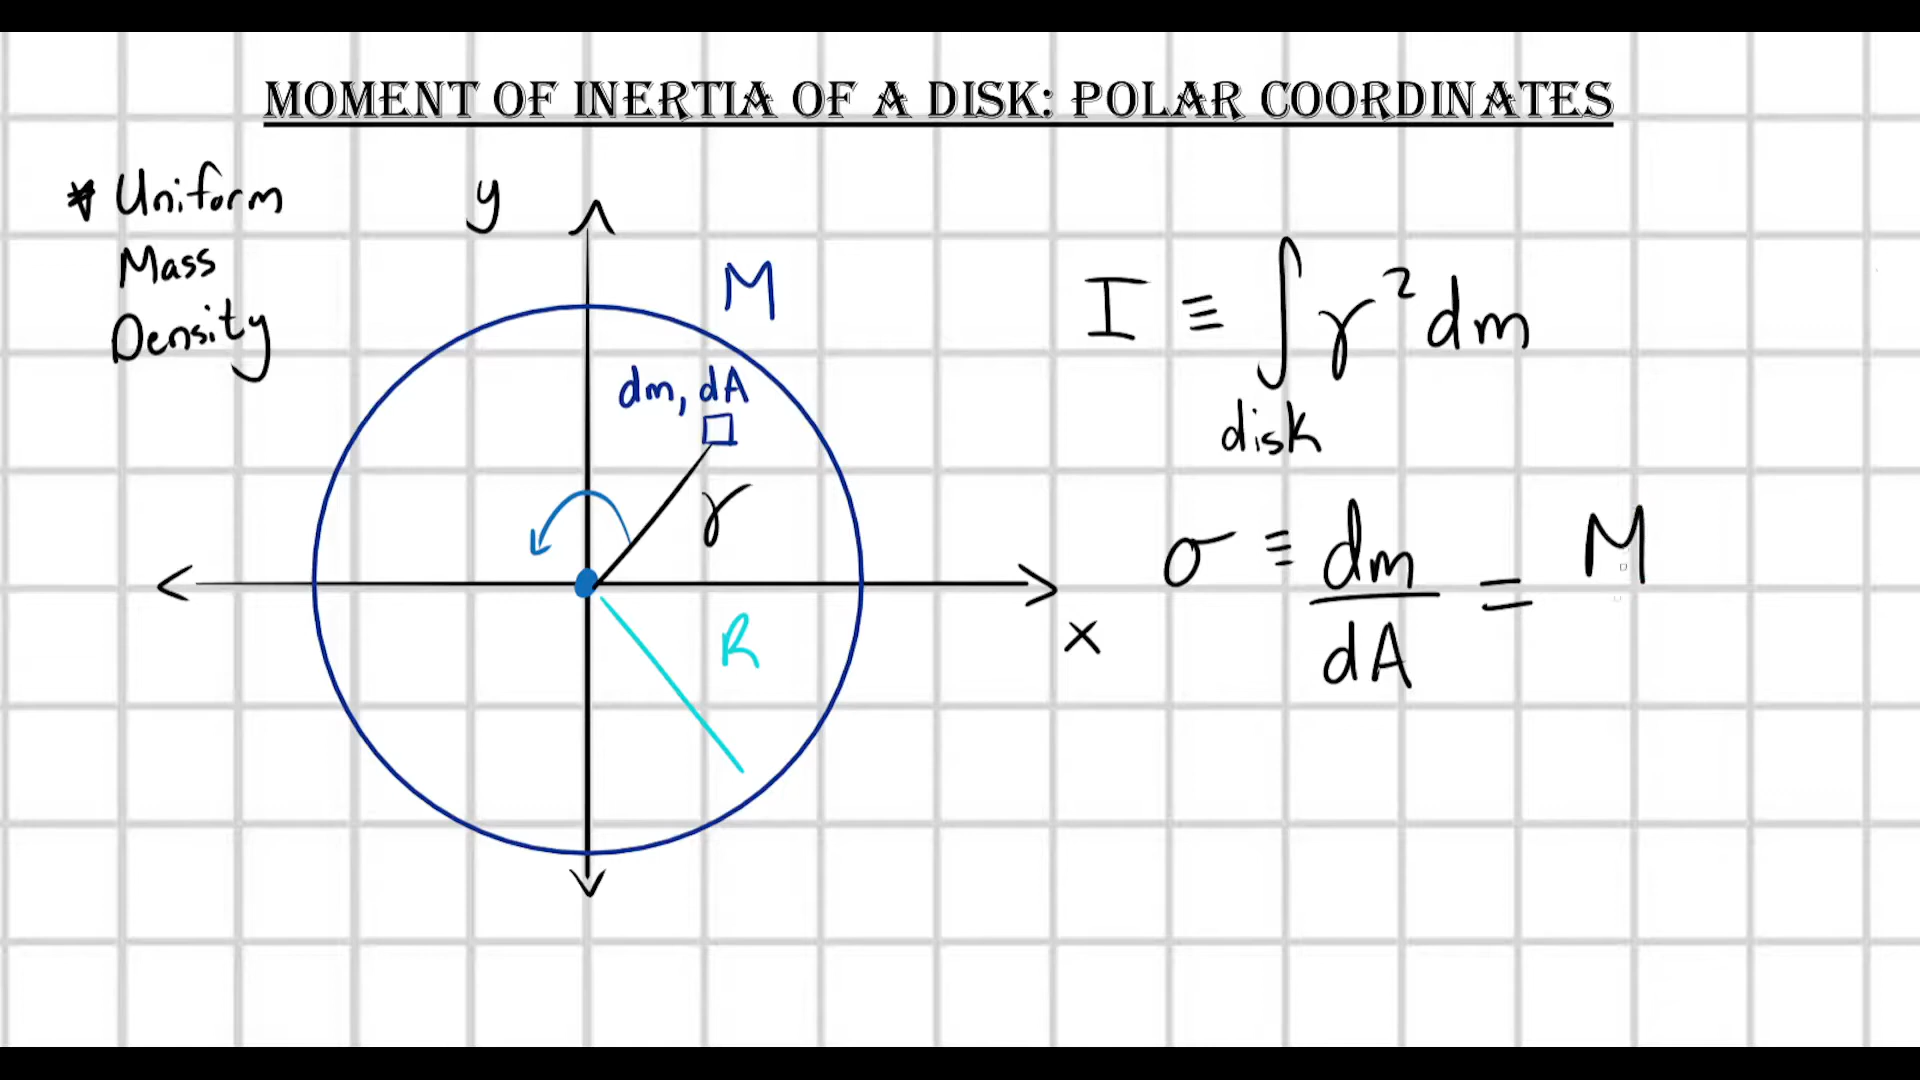 MOMENT OF INERTIA OF A DISK: POLAR COORDINATES
* Uniform
Mass
Density
y
M
dm, dA
r
R
x
I ≡ ∫ r² dm
disk
σ ≡ dm/dA = M